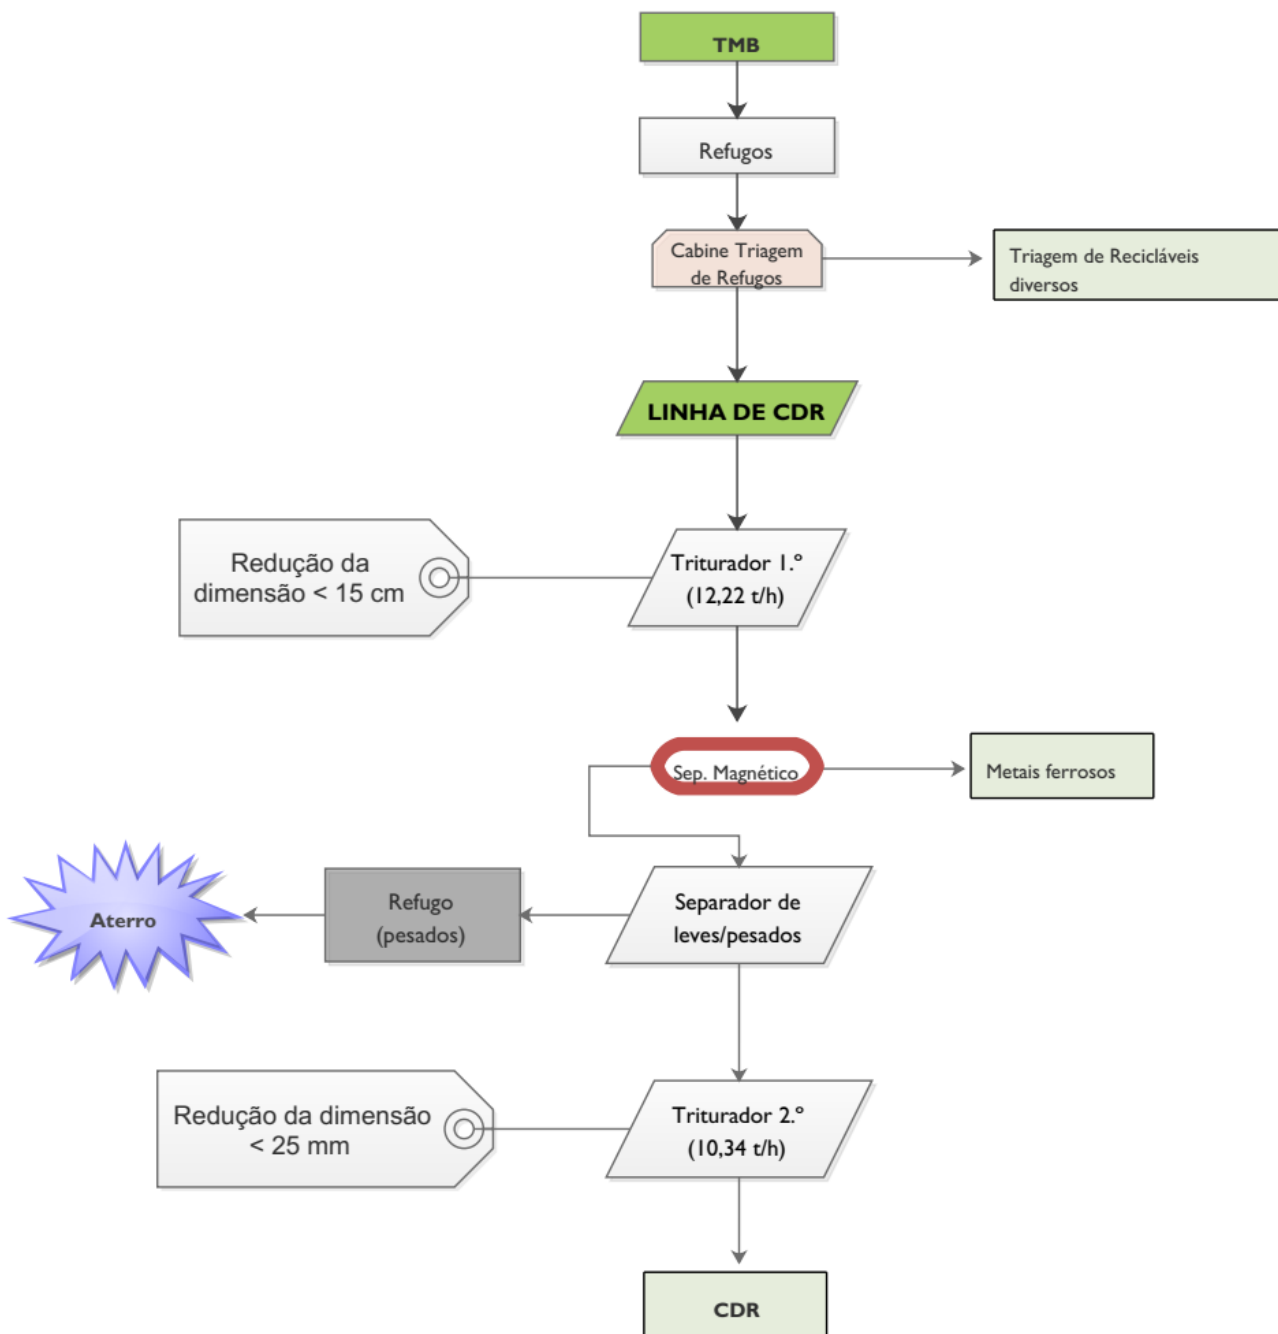 TMB
Refugos
Cabine Triagem
de Refugos
Triagem de Recicláveis
diversos
LINHA DE CDR
Redução da
dimensão < 15 cm
Triturador 1.º
(12,22 t/h)
Sep. Magnético
Metais ferrosos
Aterro
Refugo
(pesados)
Separador de
leves/pesados
Redução da dimensão
< 25 mm
Triturador 2.º
(10,34 t/h)
CDR